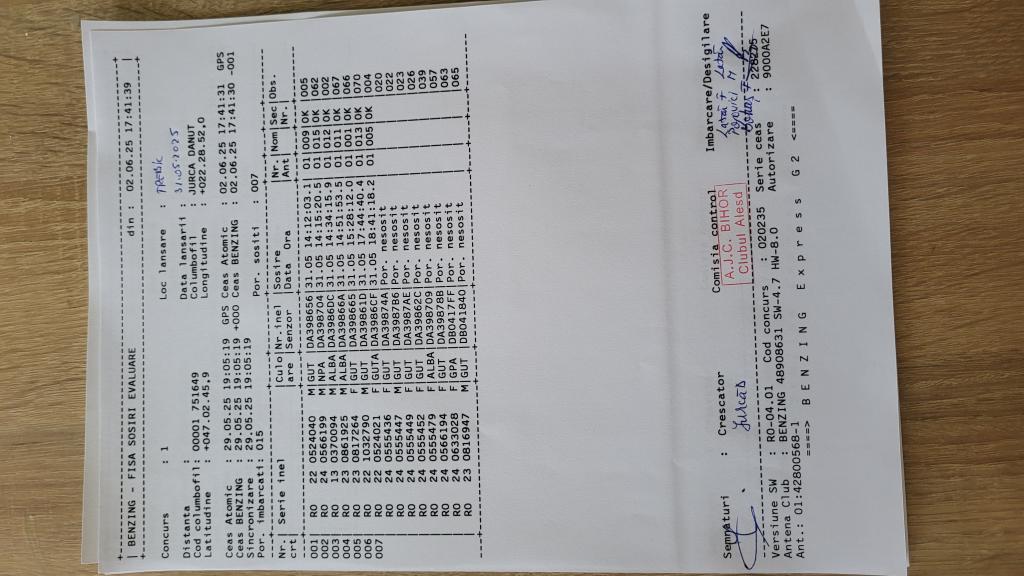 | BENZING - FISA SOSIRI EVALUARE din : 02.06.25 17:41:39 |
Concurs : 1 Loc lansare : TREBIK
Distanta : Data lansarii : 31.05.2025
Cod columbofil: 00001 751649 Columbofil : JURCA DANUT
Latitudine : +047.02.45,9 Longitudine : +022.28.52,0
Ceas Atomic : 29.05.25 19:05:19 GPS Ceas Atomic : 02.06.25 17:41:31 GPS
Ceas BENZING : 29.05.25 19:05:19 +000 Ceas BENZING : 02.06.25 17:41:30 -001
Sincronizare : 29.05.25 19:05:19
Por. imbarcati: 015 Por. sositi : 007
Nr.| Serie inel |Culo|Nr.inel |Sosire |Nr.|Nom|Sec|Obs.
crt| |are |Senzor |Data Ora |Ant| |Nr.|
001| RO 22 0524040 M|GUT |DA398656|31.05 14:12:03.1| 01|009|OK |005
002| RO 24 0566199 M|NPA |DA398704|31.05 14:15:20.5| 01|015|OK |062
003| RO 13 0370094 M|ALBA|DA3986DC|31.05 14:34:15.9| 01|012|OK |002
004| RO 23 0861925 M|ALBA|DA39866A|31.05 14:51:53.5| 01|011|OK |067
005| RO 23 0817264 F|GUT |DA398665|31.05 15:28:12.0| 01|001|OK |066
006| RO 22 1032790 M|GUT |DA39861D|31.05 17:44:40.4| 01|013|OK |070
007| RO 22 0524021 F|GUTA|DA3986CF|31.05 18:41:18.2| 01|005|OK |004
| RO 24 0555436 F|GUT |DA39874A|Por. nesosit | | | |020
| RO 24 0555447 M|GUT |DA3987B6|Por. nesosit | | | |022
| RO 24 0555449 F|GUT |DA3987AE|Por. nesosit | | | |023
| RO 24 0555452 F|GUT |DA39862C|Por. nesosit | | | |026
| RO 24 0555479 F|ALBA|DA398709|Por. nesosit | | | |039
| RO 24 0566194 F|GUT |DA39878B|Por. nesosit | | | |057
| RO 24 0633028 F|GPA |DB0417FF|Por. nesosit | | | |063
| RO 23 0816947 M|GUT |DB041840|Por. nesosit | | | |065
Semnaturi : Crescator Comisia control Imbarcare/Desigilare
Jurca D
A.J.C. BIHOR
Clubul Alesd
Popovici M
Versiune SW : RO-04.01 Cod concurs : 020235 Serie ceas :
Antena Club : BENZING 48908631 SW-4.7 HW-8.0 Autorizare : 9000A2E7
Ant.: 01:42800568-1
====> B E N Z I N G E x p r e s s G 2 <====